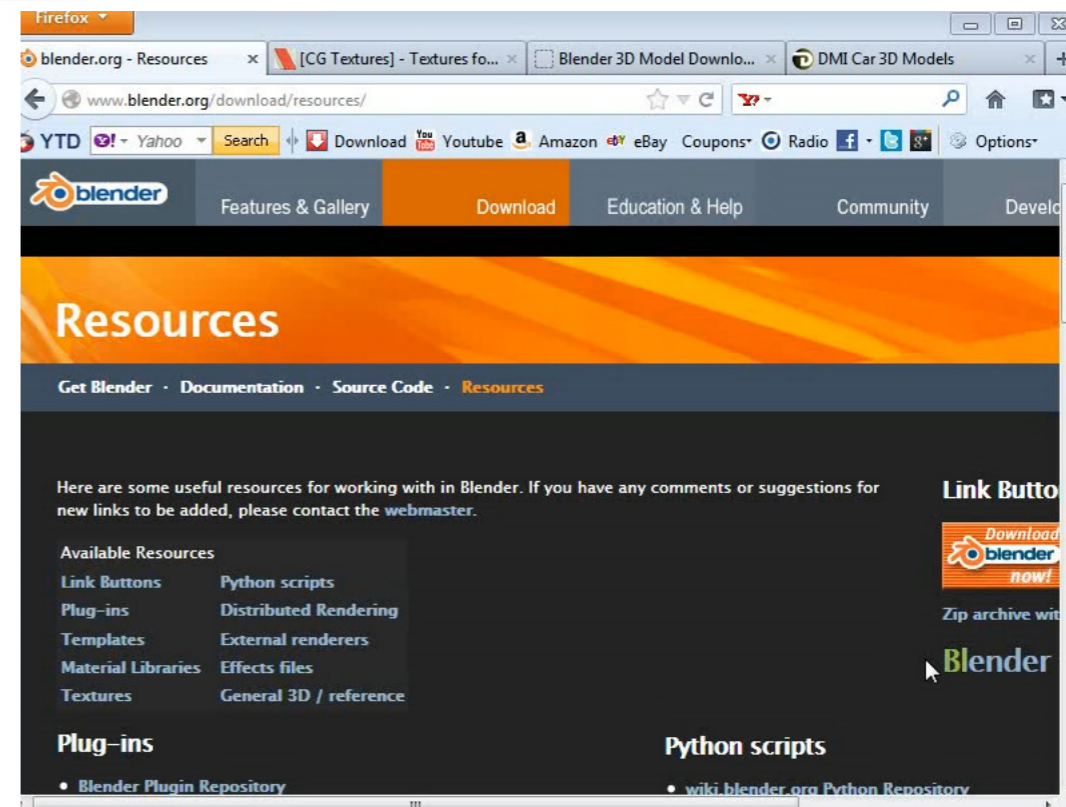 Firefox
blender.org - Resources
[CG Textures] - Textures fo...
Blender 3D Model Downlo...
DMI Car 3D Models
www.blender.org/download/resources/
YTD
Yahoo
Search
Download
Youtube
Amazon
eBay
Coupons
Radio
Options
blender
Features & Gallery
Download
Education & Help
Community
Develo
Resources
Get Blender · Documentation · Source Code · Resources
Here are some useful resources for working with in Blender. If you have any comments or suggestions for
new links to be added, please contact the webmaster.
Available Resources
Link Buttons Python scripts
Plug-ins Distributed Rendering
Templates External renderers
Material Libraries Effects files
Textures General 3D / reference
Link Butto
Download
blender
now!
Zip archive wit
Blender
Plug-ins
• Blender Plugin Repository
Python scripts
• wiki.blender.org Python Repository